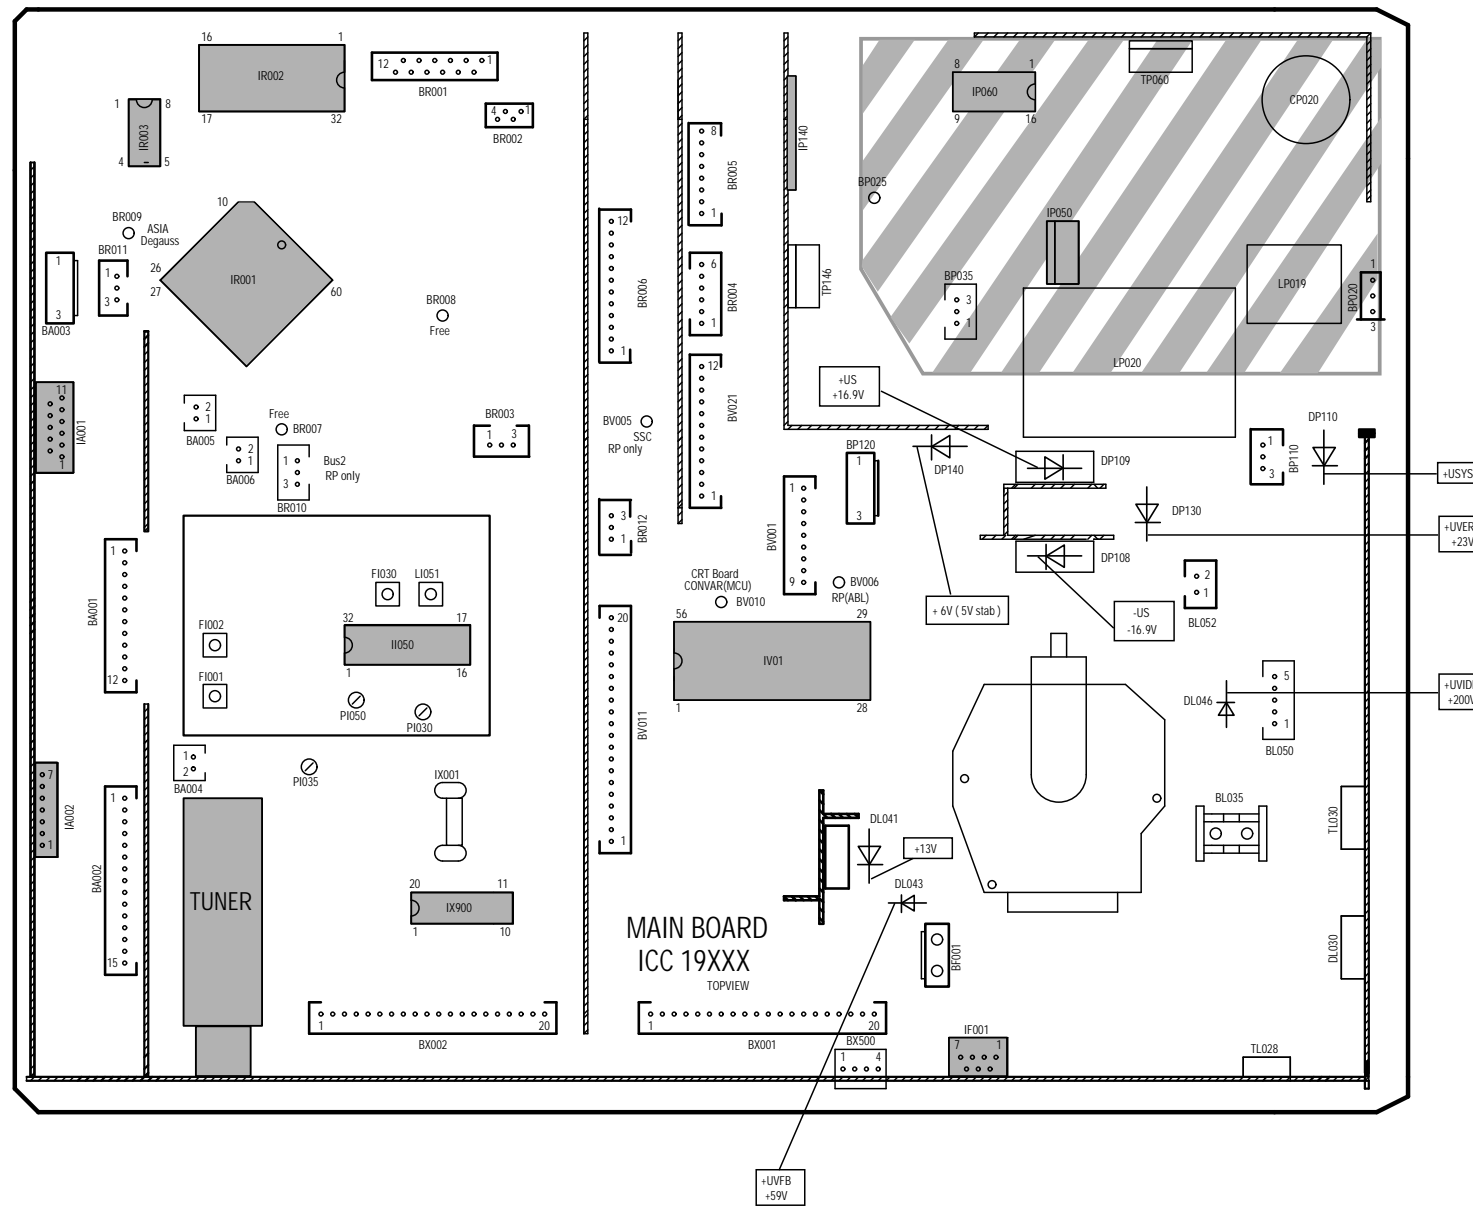 16 1
IR002
17 32
12 1
BR001
4 1
BR002
1 8
IR003
4 5
8
BR005
1
IP140
8 1
IP060
9 16
TP060
CP020
BP025
IP050
BR009
ASIA
Degauss
10
IR001
26
27
60
BR011
1
3
1
3
BA003
BR008
Free
12
BR006
1
6
BR004
1
TP146
BP035
3
1
LP019
1
BP020
3
LP020
11
IA001
1
2
1
BA005
Free
BR007
2
1
BA006
1
3
Bus2
RP only
BR010
BR003
1 3
BV005
SSC
RP only
12
BV021
1
+US
+16.9V
BP120
1
3
DP140
DP109
1
3
BP110
DP110
+USYS
DP130
+UVER
+23V
3
1
BR012
1
BV001
9
DP108
CRT Board
CONVAR(MCU)
BV010
BV006
RP(ABL)
+ 6V ( 5V stab )
-US
-16.9V
2
1
BL052
1
BA001
12
FI030 LI051
FI002
32 17
II050
1 16
FI001
PI050
PI030
20
BV011
1
56 29
IV01
1 28
DL046
5
1
BL050
+UVID
+200V
1
2
BA004
PI035
IX001
7
IA002
1
1
BA002
15
TUNER
20 11
IX900
1 10
DL041
+13V
DL043
BL035
TL030
DL030
BF001
MAIN BOARD
ICC 19XXX
TOPVIEW
1 20
BX002
1 20
BX001
BX500
1 4
IF001
7 1
TL028
+UVFB
+59V